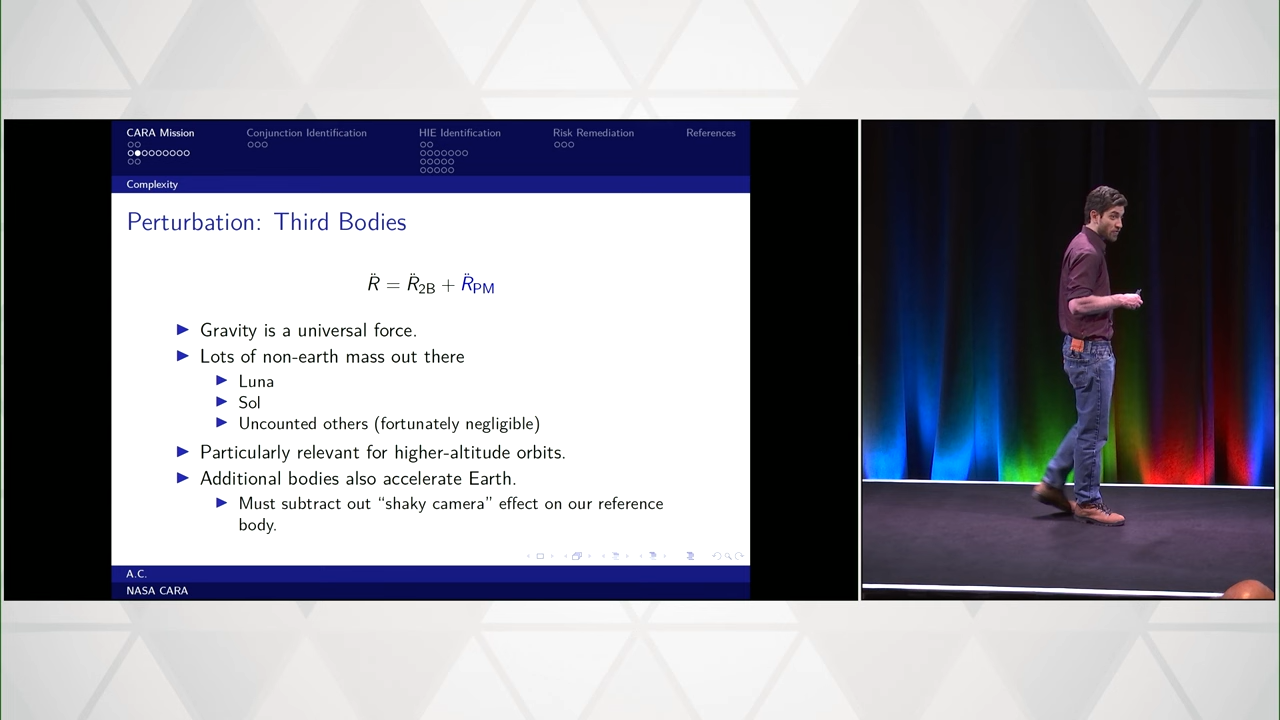 CARA Mission
Conjunction Identification
HIE Identification
Risk Remediation
References
Complexity
Perturbation: Third Bodies
R̈ = R̈2B + R̈PM
Gravity is a universal force.
Lots of non-earth mass out there
Luna
Sol
Uncounted others (fortunately negligible)
Particularly relevant for higher-altitude orbits.
Additional bodies also accelerate Earth.
Must subtract out “shaky camera” effect on our reference
body.
A.C.
NASA CARA